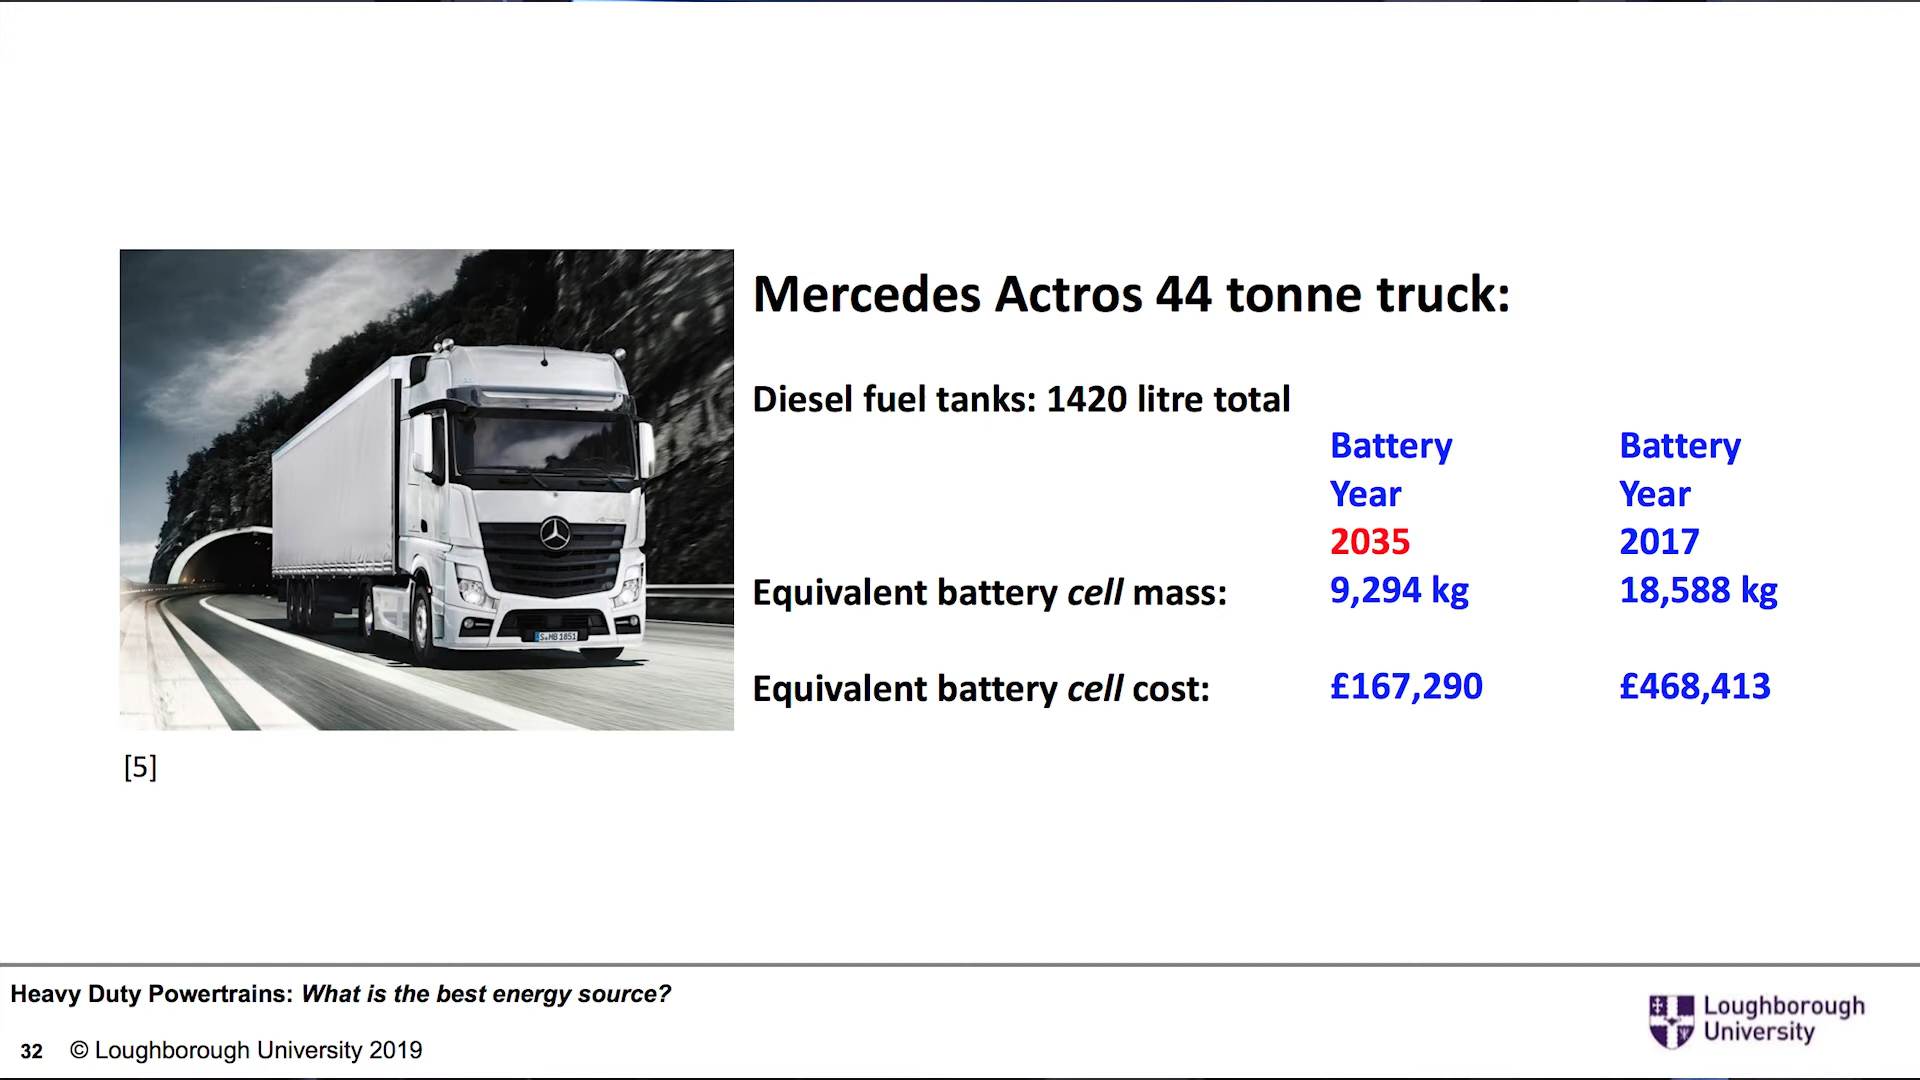 Mercedes Actros 44 tonne truck:
Diesel fuel tanks: 1420 litre total
Battery Battery
Year Year
2035 2017
Equivalent battery cell mass: 9,294 kg 18,588 kg
Equivalent battery cell cost: £167,290 £468,413
[5]
Heavy Duty Powertrains: What is the best energy source?
32 © Loughborough University 2019
Loughborough
University